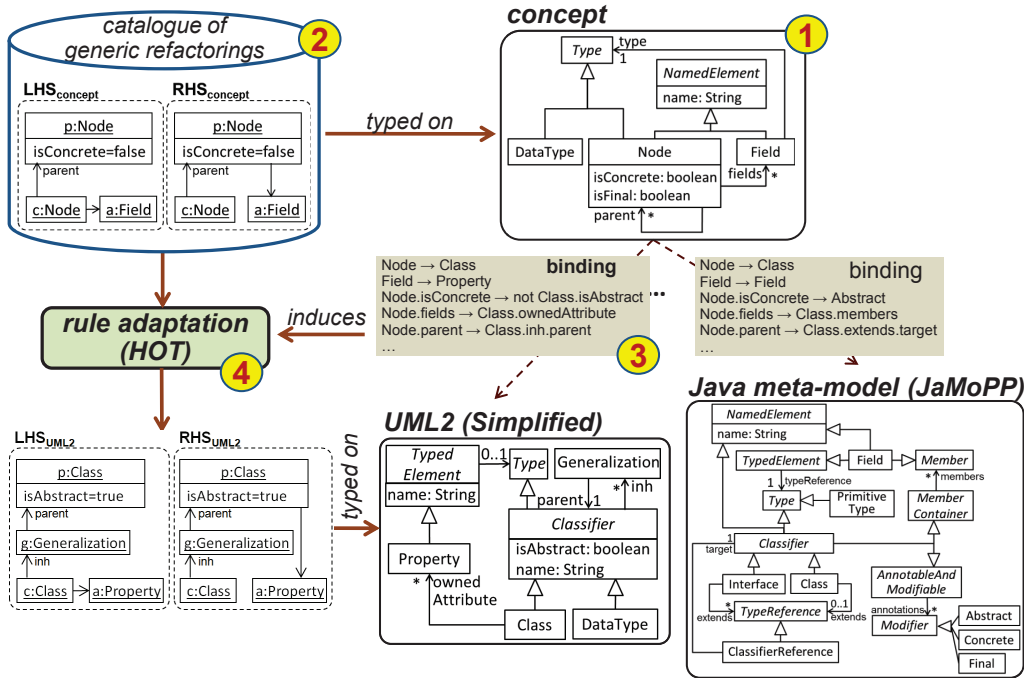 catalogue of
generic refactorings
2
LHSconcept
RHSconcept
p:Node
isConcrete=false
parent
c:Node
a:Field
p:Node
isConcrete=false
parent
c:Node
a:Field
typed on
concept
1
Type
type
1
NamedElement
name: String
DataType
Node
isConcrete: boolean
isFinal: boolean
Field
fields
*
parent
*
Node → Class
binding
Field → Property
Node.isConcrete → not Class.isAbstract
Node.fields → Class.ownedAttribute
Node.parent → Class.inh.parent
…
...
Node → Class
binding
Field → Field
Node.isConcrete → Abstract
Node.fields → Class.members
Node.parent → Class.extends.target
…
induces
3
rule adaptation
(HOT)
4
LHSUML2
RHSUML2
p:Class
isAbstract=true
parent
g:Generalization
inh
c:Class
a:Property
p:Class
isAbstract=true
parent
g:Generalization
inh
c:Class
a:Property
typed on
UML2 (Simplified)
Typed
Element
name: String
0..1
Type
Generalization
parent
1
*
inh
Classifier
isAbstract: boolean
name: String
Property
*
owned
Attribute
Class
DataType
Java meta-model (JaMoPP)
NamedElement
name: String
TypedElement
Field
Member
1
typeReference
*
members
Type
Primitive
Type
Member
Container
1
target
Classifier
Interface
Class
AnnotableAnd
Modifiable
*
extends
TypeReference
0..1
extends
annotations
*
Modifier
Abstract
Concrete
Final
ClassifierReference